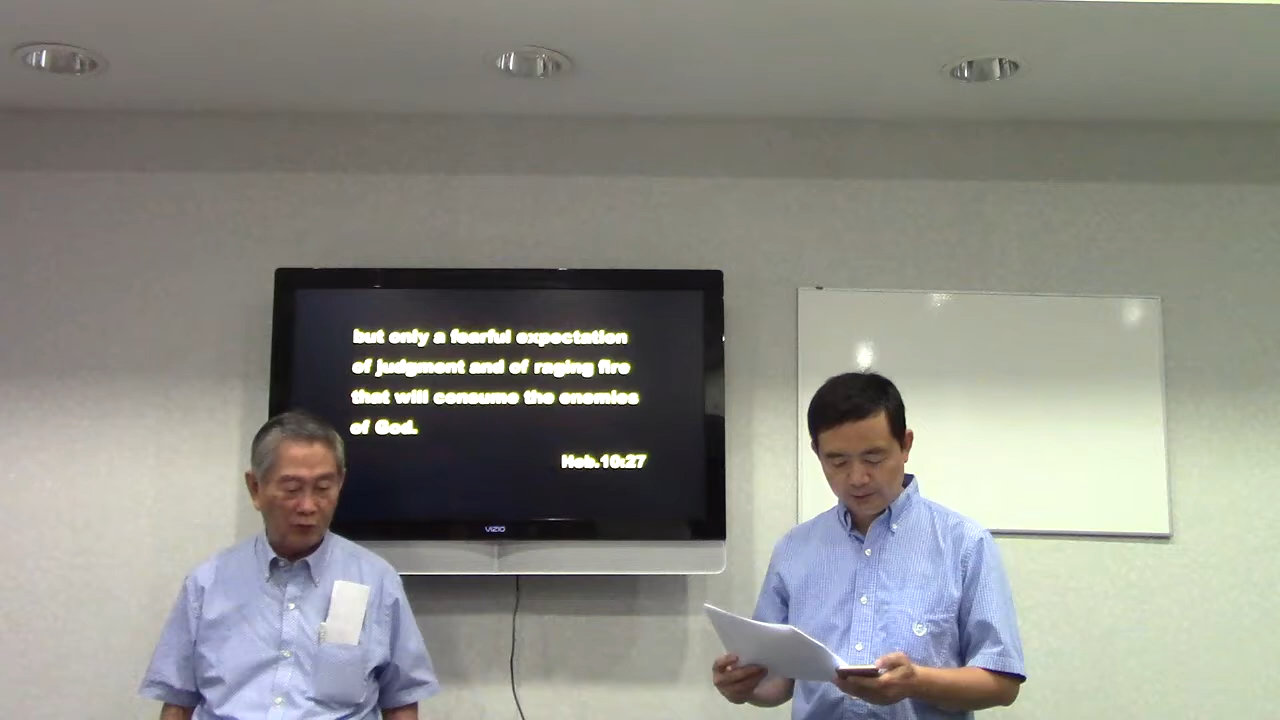 but only a fearful expectation
of judgment and of raging fire
that will consume the enemies
of God.
Heb.10:27
VIZIO